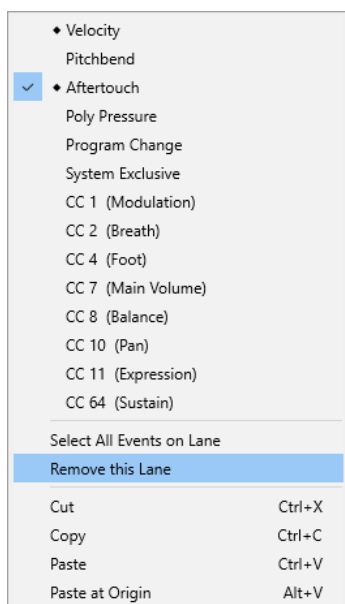 ◆ Velocity
Pitchbend
✓ ◆ Aftertouch
Poly Pressure
Program Change
System Exclusive
CC 1 (Modulation)
CC 2 (Breath)
CC 4 (Foot)
CC 7 (Main Volume)
CC 8 (Balance)
CC 10 (Pan)
CC 11 (Expression)
CC 64 (Sustain)
Select All Events on Lane
Remove this Lane
Cut Ctrl+X
Copy Ctrl+C
Paste Ctrl+V
Paste at Origin Alt+V